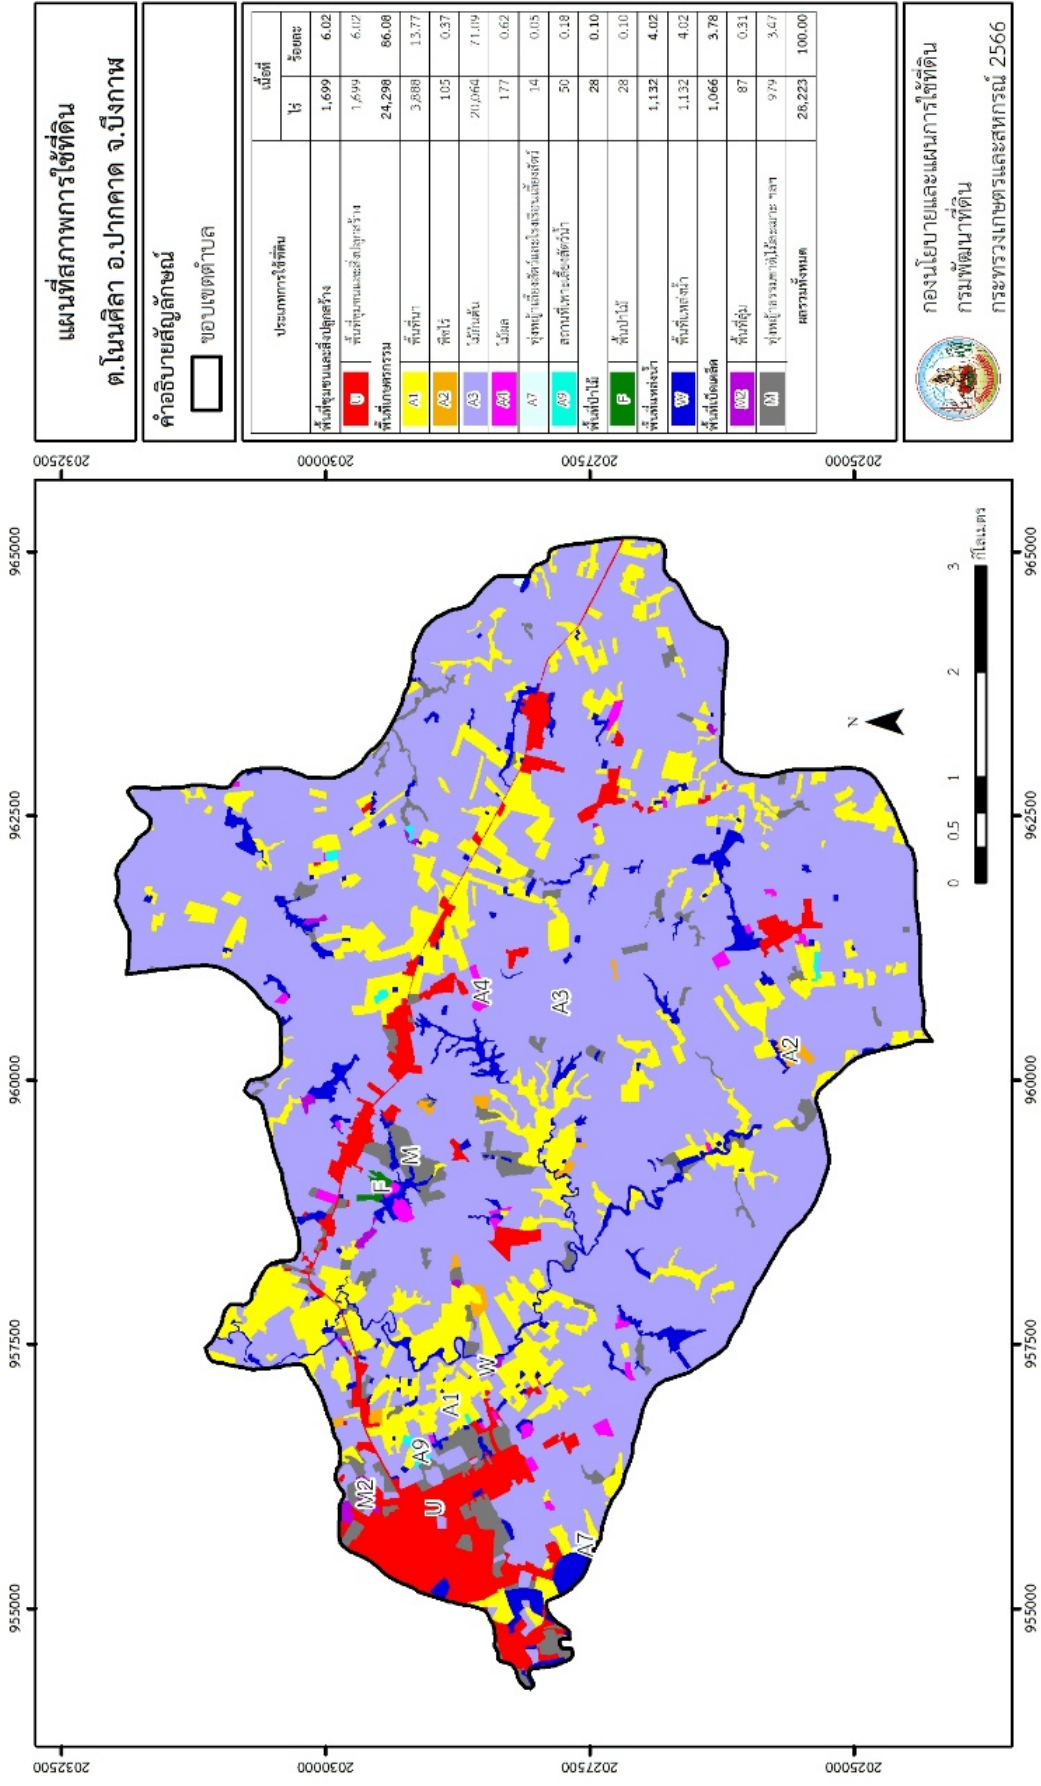 แผนที่สภาพการใช้ที่ดิน
ต.โนนศิลา อ.ปากคาด จ.บึงกาฬ
คำอธิบายสัญลักษณ์
ขอบเขตตำบล
ประเภทการใช้ที่ดิน เนื้อที่
ไร่ ร้อยละ
พื้นที่ชุมชนและสิ่งปลูกสร้าง 1,699 6.02
U พื้นที่ชุมชนและสิ่งปลูกสร้าง 1,699 6.02
พื้นที่เกษตรกรรม 24,298 86.08
A1 พื้นที่นา 3,888 13.77
A2 พืชไร่ 105 0.37
A3 ไม้ยืนต้น 20,064 71.09
A4 ไม้ผล 177 0.62
A7 ทุ่งหญ้าเลี้ยงสัตว์และโรงเรือนเลี้ยงสัตว์ 14 0.05
A9 สถานที่เพาะเลี้ยงสัตว์น้ำ 50 0.18
พื้นที่ป่าไม้ 28 0.10
F พื้นป่าไม้ 28 0.10
พื้นที่แหล่งน้ำ 1,132 4.02
W พื้นที่แหล่งน้ำ 1,132 4.02
พื้นที่เบ็ดเตล็ด 1,066 3.78
M2 พื้นที่ลุ่ม 87 0.31
M ทุ่งหญ้าธรรมชาติ,ไม้ละเมาะ ฯลฯ 979 3.47
ผลรวมทั้งหมด 28,223 100.00
กองนโยบายและแผนการใช้ที่ดิน
กรมพัฒนาที่ดิน
กระทรวงเกษตรและสหกรณ์ 2566
955000 957500 960000 962500 965000
2032500 2032500
2030000 2030000
2027500 2027500
2025000 2025000
955000 957500 960000 962500 965000
M2
U
A9
A1
W
A7
F
M
A4
A3
A2
N
0 0.5 1 2 3
กิโลเมตร